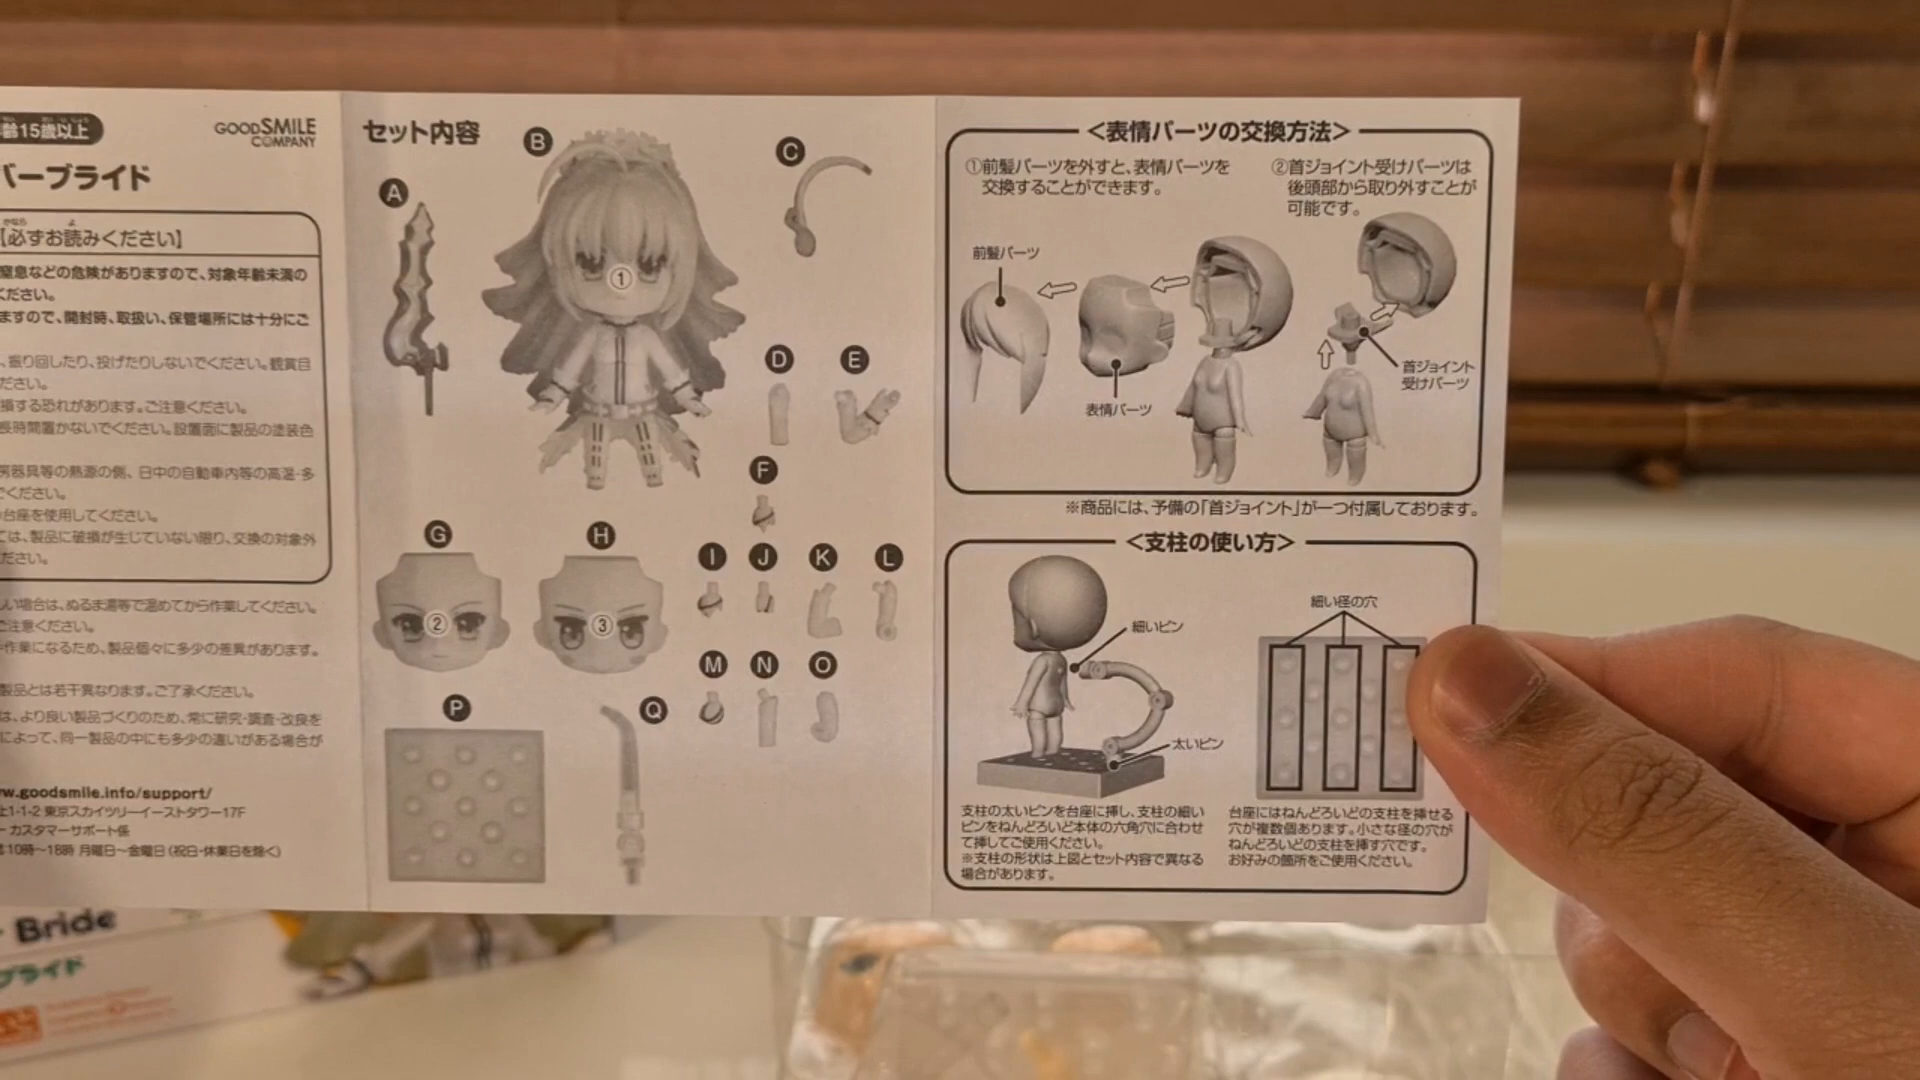 齢15歳以上
GOODSMILE
COMPANY
バーブライド
【必ずお読みください】
窒息などの危険がありますので、対象年齢未満の
ください。
ますので、開封時、取扱い、保管場所には十分にご
、振り回したり、投げたりしないでください。観賞目
ださい。
損する恐れがあります。ご注意ください。
長時間置かないでください。設置面に製品の塗装色
房器具等の熱源の側、日中の自動車内等の高温・多
でください。
台座を使用してください。
ては、製品に破損が生じていない限り、交換の対象外
ださい。
しい場合は、ぬるま湯等で温めてから作業してください。
ご注意ください。
作業になるため、製品個々に多少の差異があります。
製品とは若干異なります。ご了承ください。
は、より良い製品づくりのため、常に研究・調査・改良を
によって、同一製品の中にも多少の違いがある場合が
ww.goodsmile.info/support/
上1-1-2 東京スカイツリーイーストタワー17F
カスタマーサポート係
10時〜18時 月曜日〜金曜日(祝日・休業日を除く)
セット内容
A
B
①
C
D
E
F
G
②
H
③
I
J
K
L
M
N
O
P
Q
<表情パーツの交換方法>
①前髪パーツを外すと、表情パーツを
交換することができます。
②首ジョイント受けパーツは
後頭部から取り外すことが
可能です。
前髪パーツ
表情パーツ
首ジョイント
受けパーツ
※商品には、予備の「首ジョイント」が一つ付属しております。
<支柱の使い方>
細いピン
太いピン
細い径の穴
支柱の太いピンを台座に挿し、支柱の細い
ピンをねんどろいど本体の六角穴に合わせ
て挿してご使用ください。
※支柱の形状は上図とセット内容で異なる
場合があります。
台座にはねんどろいどの支柱を挿せる
穴が複数個あります。小さな径の穴が
ねんどろいどの支柱を挿す穴です。
お好みの箇所をご使用ください。
Bride
ブライド